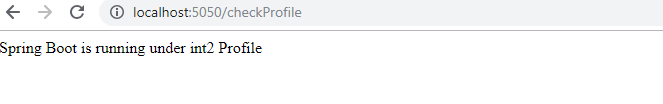 localhost:5050/checkProfile
Spring Boot is running under int2 Profile